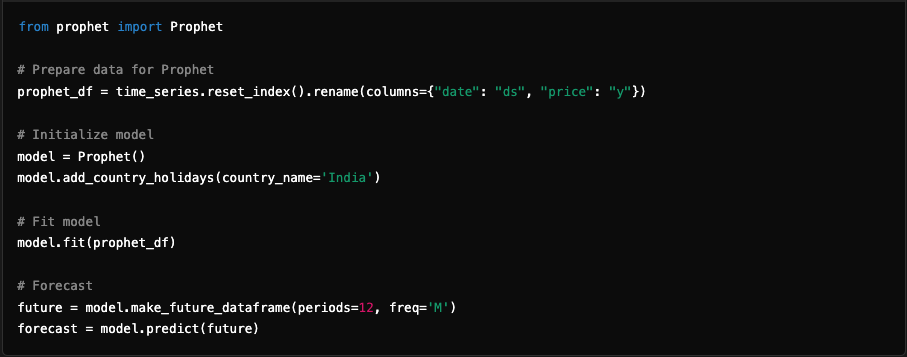 from prophet import Prophet
# Prepare data for Prophet
prophet_df = time_series.reset_index().rename(columns={"date": "ds", "price": "y"})
# Initialize model
model = Prophet()
model.add_country_holidays(country_name='India')
# Fit model
model.fit(prophet_df)
# Forecast
future = model.make_future_dataframe(periods=12, freq='M')
forecast = model.predict(future)